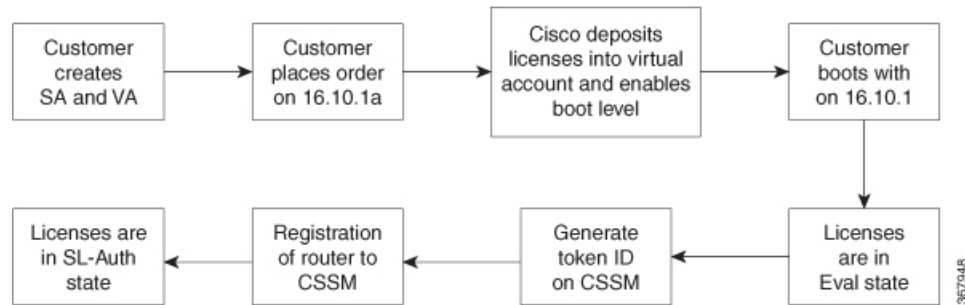 Customer
creates
SA and VA
Customer
places order
on 16.10.1a
Cisco deposits
licenses into virtual
account and enables
boot level
Customer
boots with
on 16.10.1
Licenses
are in
Eval state
Generate
token ID
on CSSM
Registration
of router to
CSSM
Licenses are
in SL-Auth
state
367948